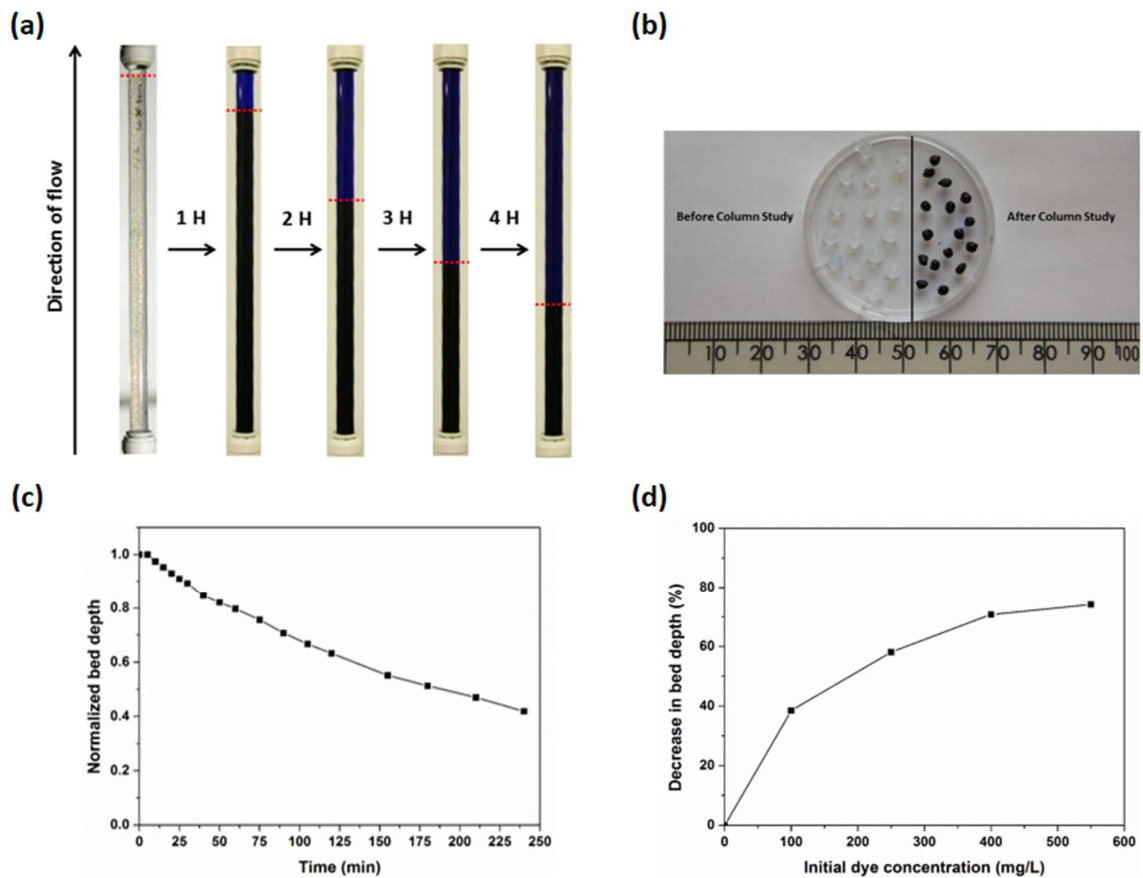 (a)
Direction of flow
1 H
2 H
3 H
4 H
(b)
Before Column Study
After Column Study
10 20 30 40 50 60 70 80 90 100
(c)
Normalized bed depth
1.0
0.8
0.6
0.4
0.2
0.0
0 25 50 75 100 125 150 175 200 225 250
Time (min)
(d)
Decrease in bed depth (%)
100
80
60
40
20
0
0 100 200 300 400 500 600
Initial dye concentration (mg/L)